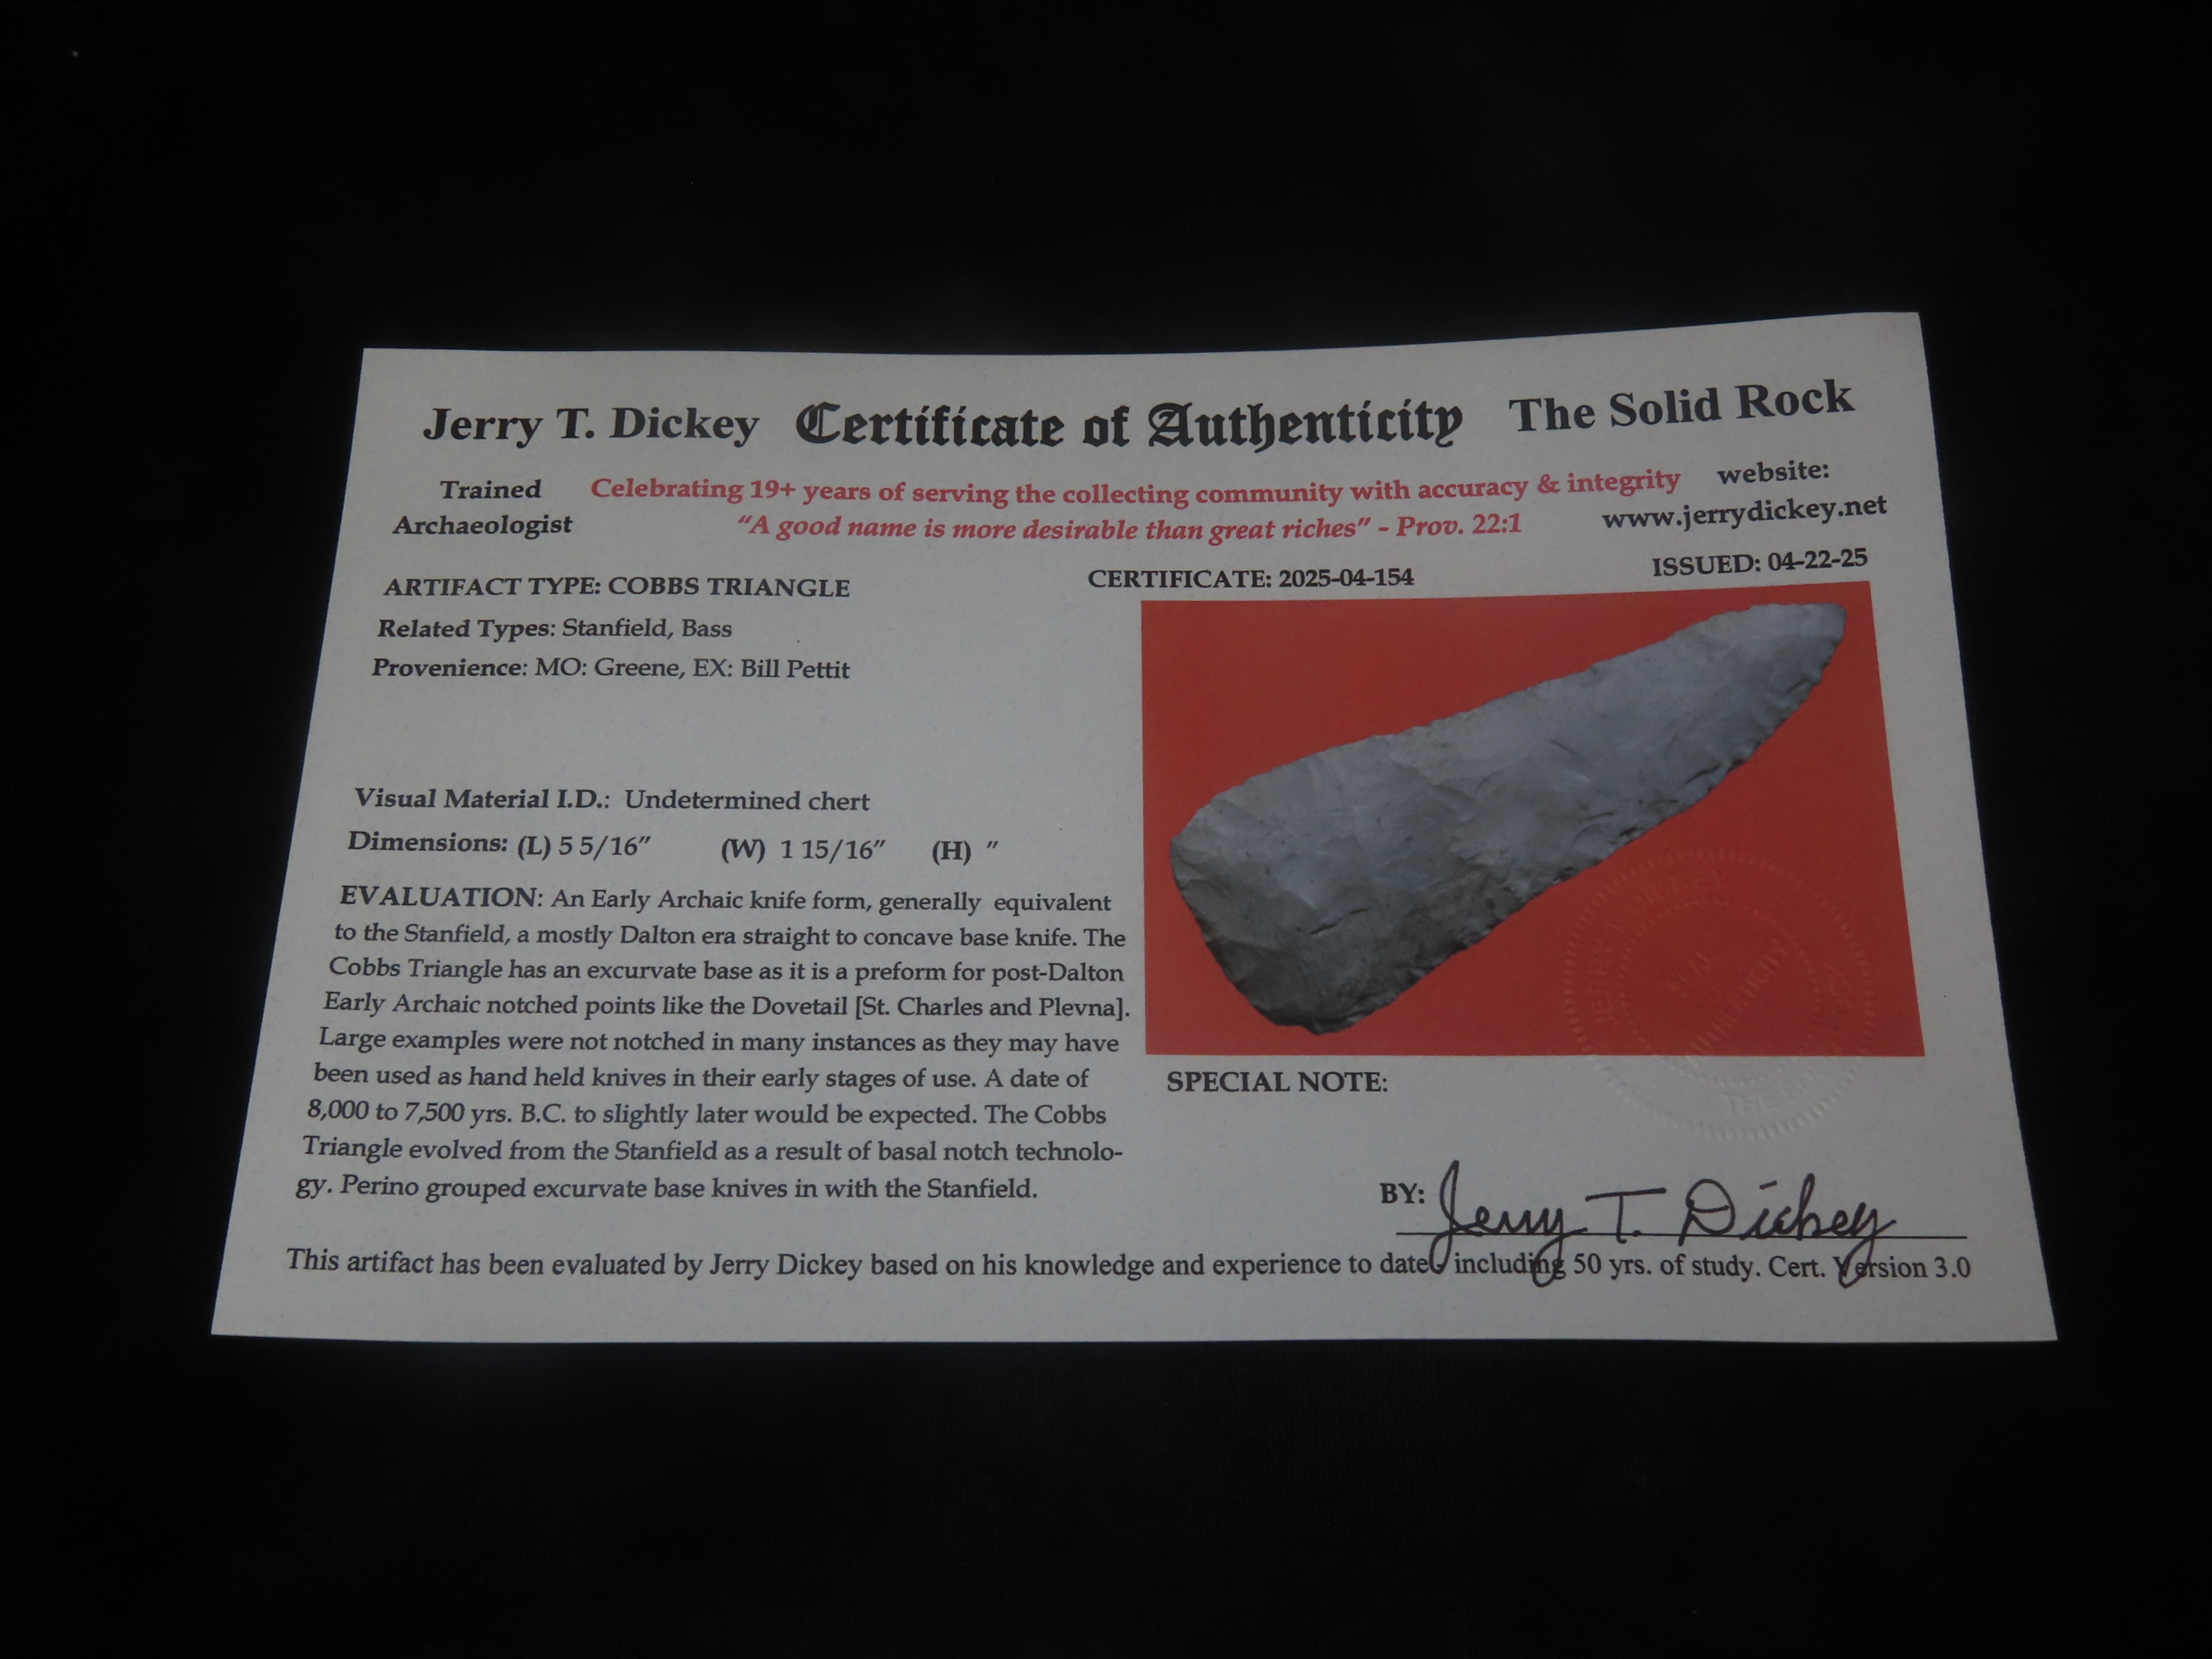 Jerry T. Dickey Certificate of Authenticity The Solid Rock
Trained
Archaeologist
Celebrating 19+ years of serving the collecting community with accuracy & integrity
"A good name is more desirable than great riches" - Prov. 22:1
website:
www.jerrydickey.net
ARTIFACT TYPE: COBBS TRIANGLE
CERTIFICATE: 2025-04-154
ISSUED: 04-22-25
Related Types: Stanfield, Bass
Provenience: MO: Greene, EX: Bill Pettit
Visual Material I.D.: Undetermined chert
Dimensions: (L) 5 5/16" (W) 1 15/16" (H) "
EVALUATION: An Early Archaic knife form, generally equivalent
to the Stanfield, a mostly Dalton era straight to concave base knife. The
Cobbs Triangle has an excurvate base as it is a preform for post-Dalton
Early Archaic notched points like the Dovetail [St. Charles and Plevna].
Large examples were not notched in many instances as they may have
been used as hand held knives in their early stages of use. A date of
8,000 to 7,500 yrs. B.C. to slightly later would be expected. The Cobbs
Triangle evolved from the Stanfield as a result of basal notch technolo-
gy. Perino grouped excurvate base knives in with the Stanfield.
SPECIAL NOTE:
BY: Jerry T. Dickey
This artifact has been evaluated by Jerry Dickey based on his knowledge and experience to date, including 50 yrs. of study. Cert. Version 3.0